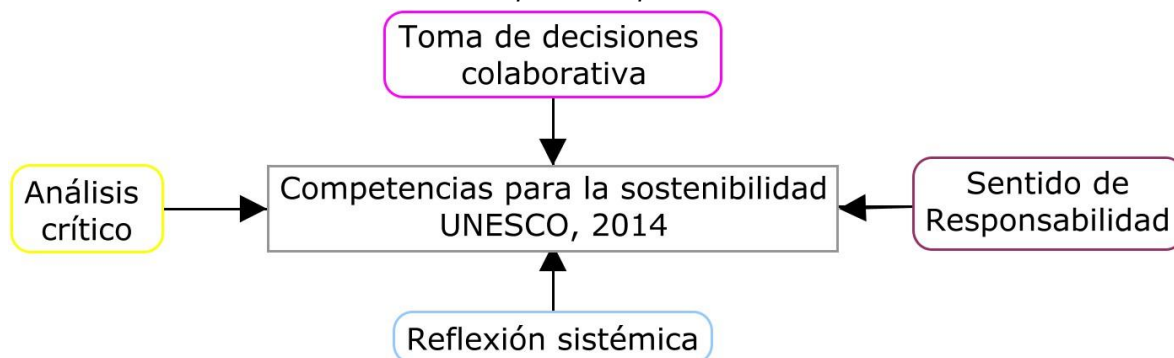 Toma de decisiones
colaborativa
Análisis
crítico
Competencias para la sostenibilidad
UNESCO, 2014
Sentido de
Responsabilidad
Reflexión sistémica